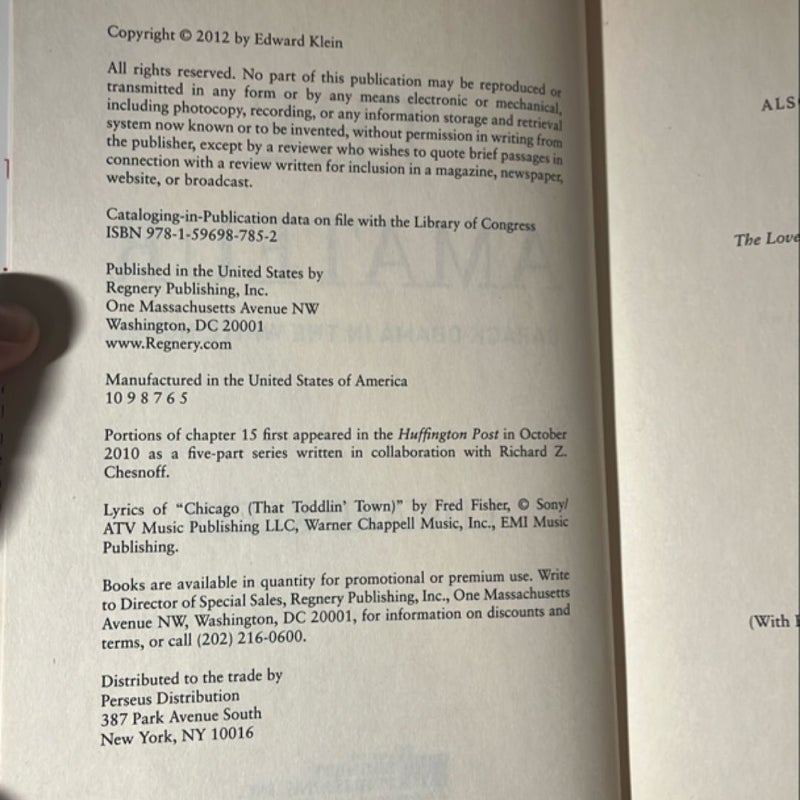 Copyright © 2012 by Edward Klein
All rights reserved. No part of this publication may be reproduced or
transmitted in any form or by any means electronic or mechanical,
including photocopy, recording, or any information storage and retrieval
system now known or to be invented, without permission in writing from
the publisher, except by a reviewer who wishes to quote brief passages in
connection with a review written for inclusion in a magazine, newspaper,
website, or broadcast.
Cataloging-in-Publication data on file with the Library of Congress
ISBN 978-1-59698-785-2
Published in the United States by
Regnery Publishing, Inc.
One Massachusetts Avenue NW
Washington, DC 20001
www.Regnery.com
Manufactured in the United States of America
10 9 8 7 6 5
Portions of chapter 15 first appeared in the Huffington Post in October
2010 as a five-part series written in collaboration with Richard Z.
Chesnoff.
Lyrics of “Chicago (That Toddlin’ Town)” by Fred Fisher, © Sony/
ATV Music Publishing LLC, Warner Chappell Music, Inc., EMI Music
Publishing.
Books are available in quantity for promotional or premium use. Write
to Director of Special Sales, Regnery Publishing, Inc., One Massachusetts
Avenue NW, Washington, DC 20001, for information on discounts and
terms, or call (202) 216-0600.
Distributed to the trade by
Perseus Distribution
387 Park Avenue South
New York, NY 10016
ALS
The Love
(With